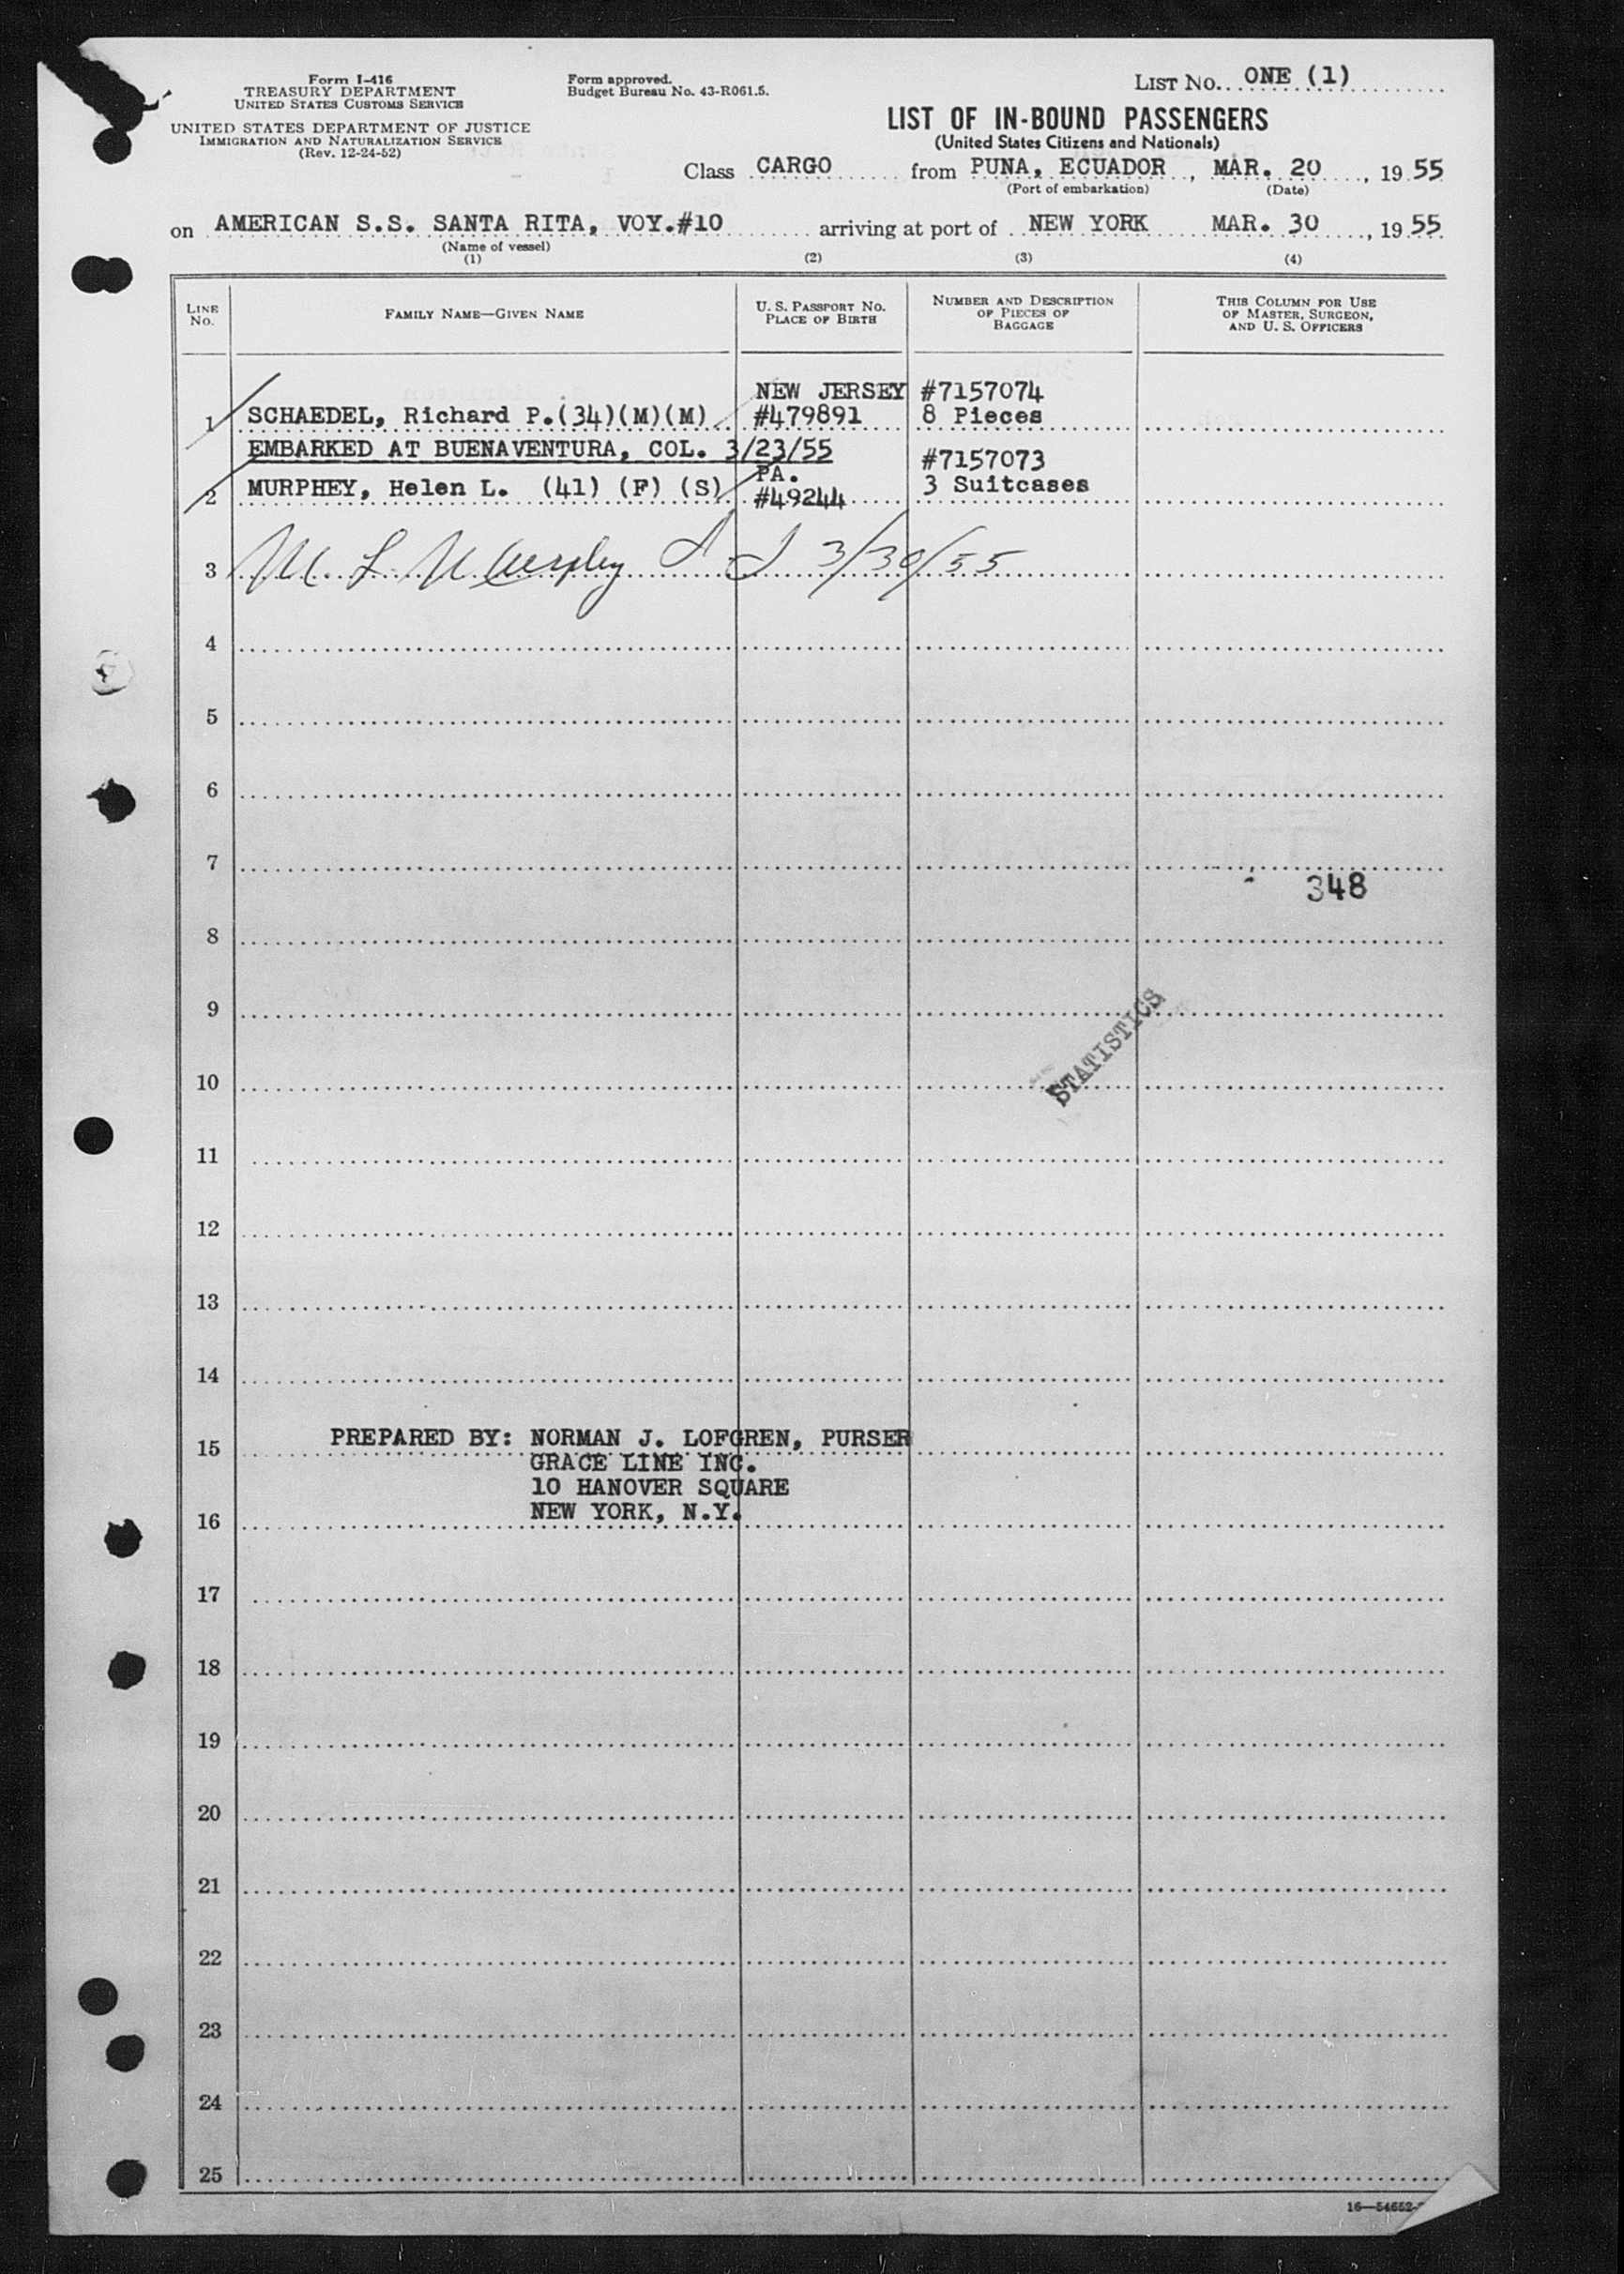 Form I-416
TREASURY DEPARTMENT
UNITED STATES CUSTOMS SERVICE
UNITED STATES DEPARTMENT OF JUSTICE
IMMIGRATION AND NATURALIZATION SERVICE
(Rev. 12-24-52)
Form approved.
Budget Bureau No. 43-R061.5.
LIST No. ONE (1)
LIST OF IN-BOUND PASSENGERS
(United States Citizens and Nationals)
Class CARGO from PUNA, ECUADOR, MAR. 20, 1955
(Port of embarkation) (Date)
on AMERICAN S.S. SANTA RITA, VOY.#10 arriving at port of NEW YORK MAR. 30, 1955
(Name of vessel)
(1) (2) (3) (4)
LINE No. FAMILY NAME—GIVEN NAME U. S. PASSPORT No. PLACE OF BIRTH NUMBER AND DESCRIPTION OF PIECES OF BAGGAGE THIS COLUMN FOR USE OF MASTER, SURGEON, AND U. S. OFFICERS
NEW JERSEY #7157074
1 SCHAEDEL, Richard P.(34)(M)(M) #479891 8 Pieces
EMBARKED AT BUENAVENTURA, COL. 3/23/55
PA. #7157073
2 MURPHEY, Helen L. (41) (F) (S) #49244 3 Suitcases
3 M L Murphy 3/30/55
4
5
6
7
348
8
9
STATISTICS
10
11
12
13
14
15 PREPARED BY: NORMAN J. LOFGREN, PURSER
GRACE LINE INC.
10 HANOVER SQUARE
16 NEW YORK, N.Y.
17
18
19
20
21
22
23
24
25
16—54652-